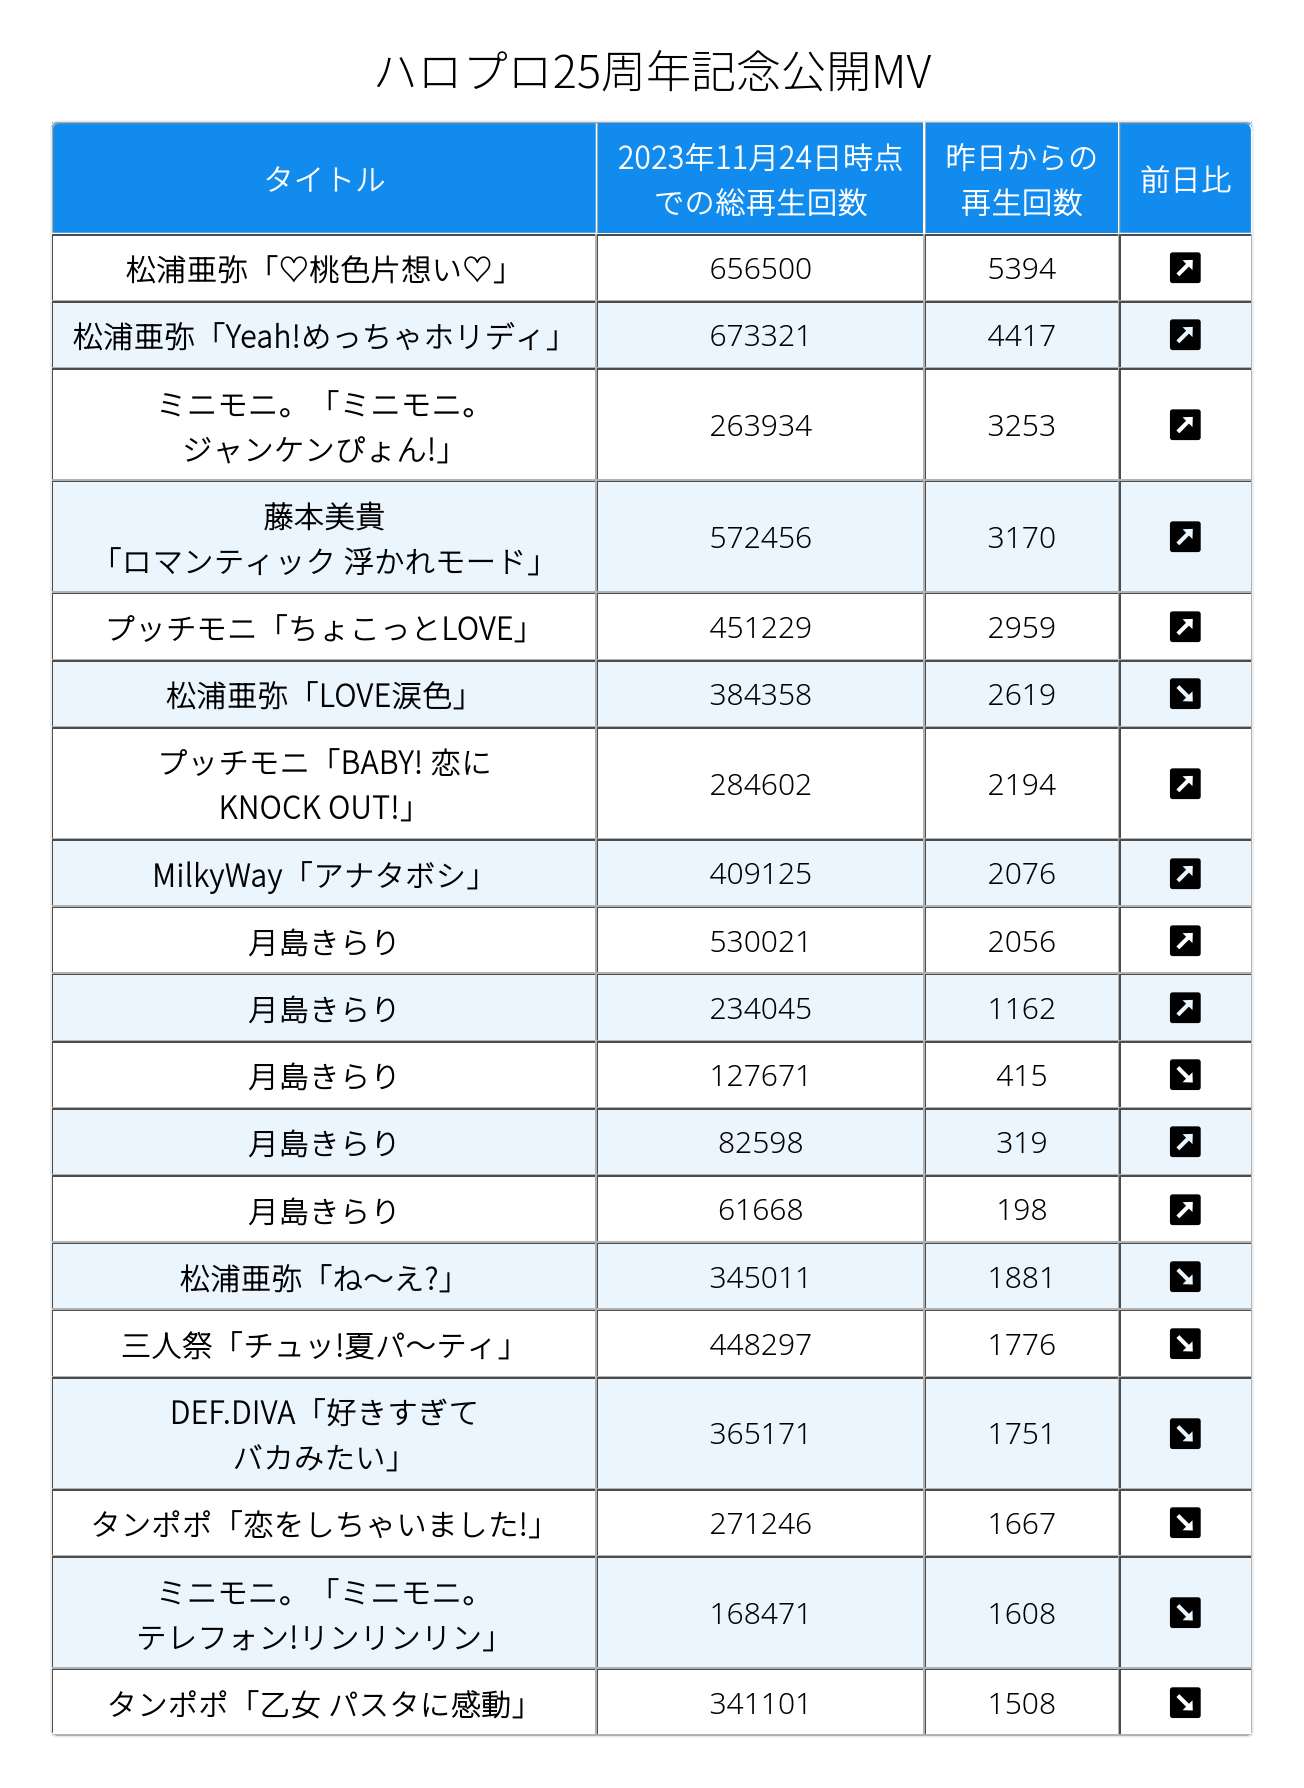 ハロプロ25周年記念公開MV
タイトル
2023年11月24日時点
での総再生回数
昨日からの
再生回数
前日比
松浦亜弥「♡桃色片想い♡」 656500 5394
松浦亜弥「Yeah!めっちゃホリディ」 673321 4417
ミニモニ。「ミニモニ。
ジャンケンぴょん!」
263934 3253
藤本美貴
「ロマンティック 浮かれモード」
572456 3170
プッチモニ「ちょこっとLOVE」 451229 2959
松浦亜弥「LOVE涙色」 384358 2619
プッチモニ「BABY! 恋に
KNOCK OUT!」
284602 2194
MilkyWay「アナタボシ」 409125 2076
月島きらり 530021 2056
月島きらり 234045 1162
月島きらり 127671 415
月島きらり 82598 319
月島きらり 61668 198
松浦亜弥「ね〜え?」 345011 1881
三人祭「チュッ!夏パ〜ティ」 448297 1776
DEF.DIVA「好きすぎて
バカみたい」
365171 1751
タンポポ「恋をしちゃいました!」 271246 1667
ミニモニ。「ミニモニ。
テレフォン!リンリンリン」
168471 1608
タンポポ「乙女 パスタに感動」 341101 1508